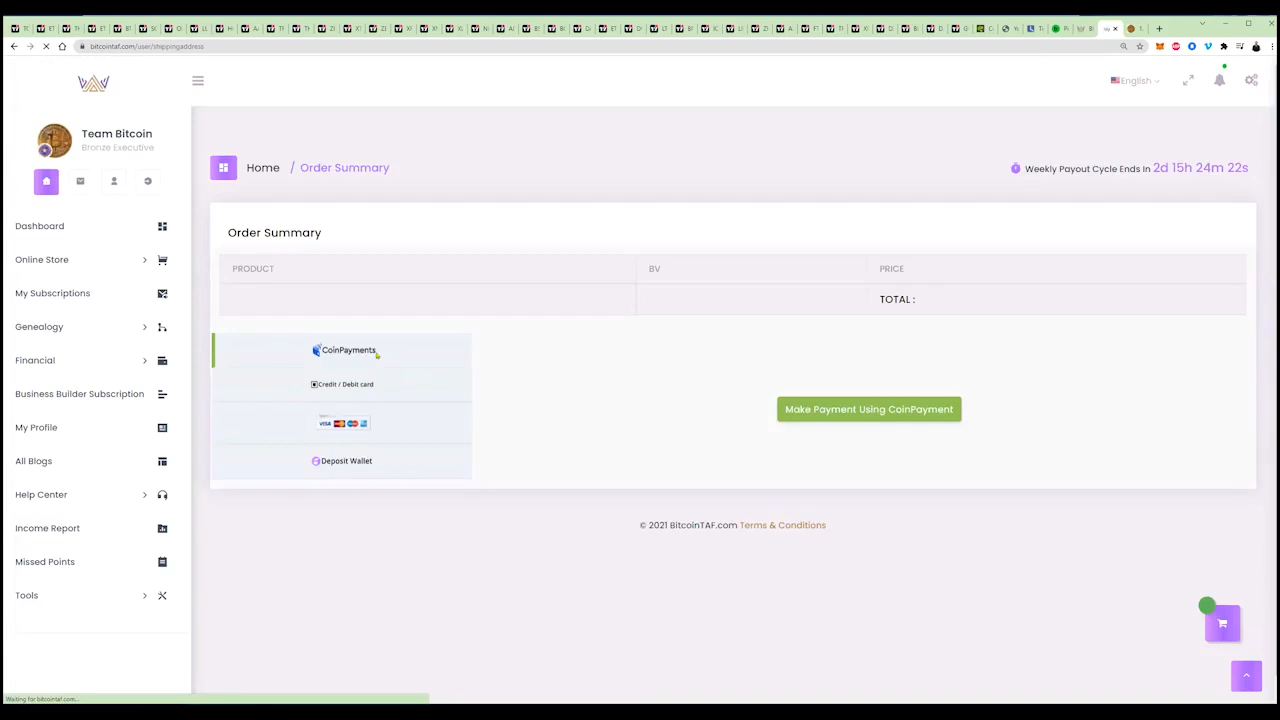 bitcointaf.com/user/shippingaddress
English
Team Bitcoin
Bronze Executive
Home / Order Summary
Weekly Payout Cycle Ends In 2d 15h 24m 22s
Dashboard
Online Store
My Subscriptions
Genealogy
Financial
Business Builder Subscription
My Profile
All Blogs
Help Center
Income Report
Missed Points
Tools
Order Summary
PRODUCT BV PRICE
TOTAL :
CoinPayments
Credit / Debit card
VISA
Deposit Wallet
Make Payment Using CoinPayment
© 2021 BitcoinTAF.com Terms & Conditions
Waiting for bitcointaf.com...